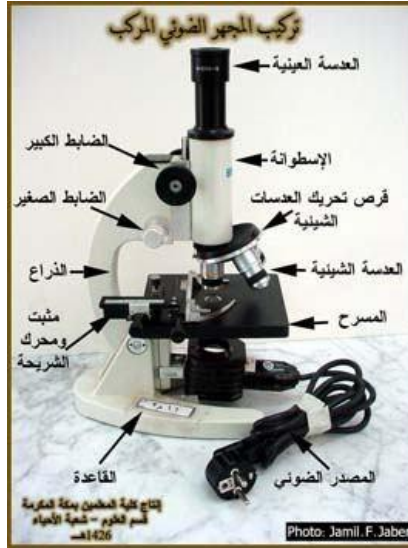 تركيب المجهر الضوئي المركب
العدسة العينية
الضابط الكبير
الإسطوانة
الضابط الصغير
قرص تحريك العدسات
الشيئية
الذراع
العدسة الشيئية
مثبت
ومحرك
الشريحة
المسرح
القاعدة
المصدر الضوئي
إنتاج كلية المعلمين بمكة المكرمة
قسم العلوم – شعبة الأحياء
1426هـ
Photo: Jamil.F.Jaber